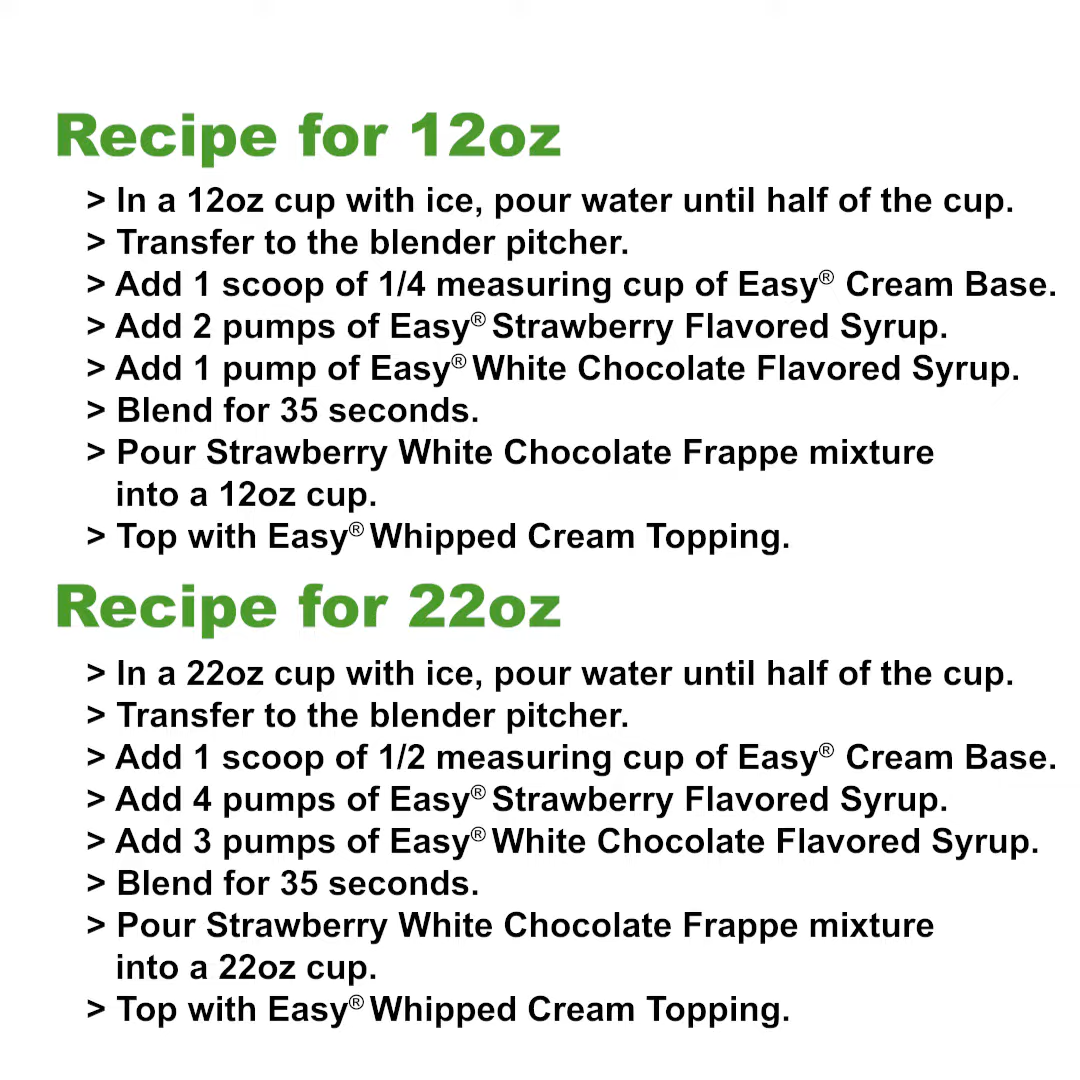 Recipe for 12oz
> In a 12oz cup with ice, pour water until half of the cup.
> Transfer to the blender pitcher.
> Add 1 scoop of 1/4 measuring cup of Easy® Cream Base.
> Add 2 pumps of Easy® Strawberry Flavored Syrup.
> Add 1 pump of Easy® White Chocolate Flavored Syrup.
> Blend for 35 seconds.
> Pour Strawberry White Chocolate Frappe mixture
into a 12oz cup.
> Top with Easy® Whipped Cream Topping.
Recipe for 22oz
> In a 22oz cup with ice, pour water until half of the cup.
> Transfer to the blender pitcher.
> Add 1 scoop of 1/2 measuring cup of Easy® Cream Base.
> Add 4 pumps of Easy® Strawberry Flavored Syrup.
> Add 3 pumps of Easy® White Chocolate Flavored Syrup.
> Blend for 35 seconds.
> Pour Strawberry White Chocolate Frappe mixture
into a 22oz cup.
> Top with Easy® Whipped Cream Topping.